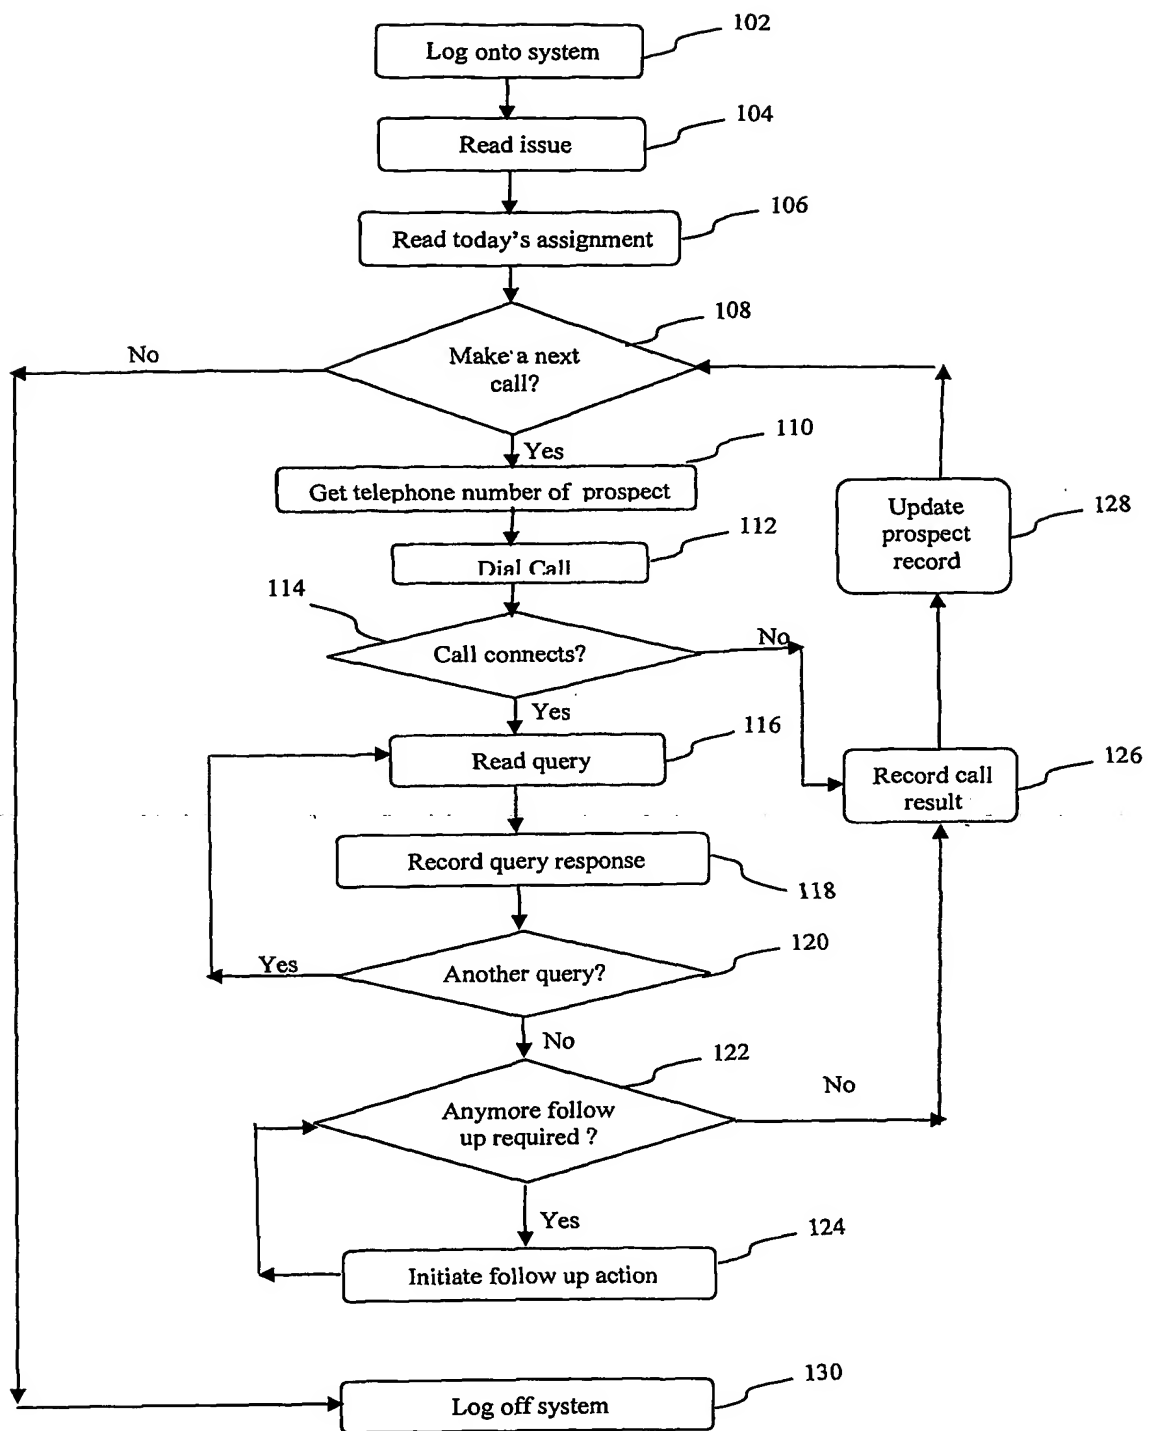 102
Log onto system
104
Read issue
106
Read today's assignment
108
Make a next
call?
No
Yes
110
Get telephone number of prospect
112
Dial Call
114
Call connects?
No
Yes
116
Read query
118
Record query response
120
Another query?
Yes
No
122
Anymore follow
up required ?
No
Yes
124
Initiate follow up action
126
Record call
result
128
Update
prospect
record
130
Log off system